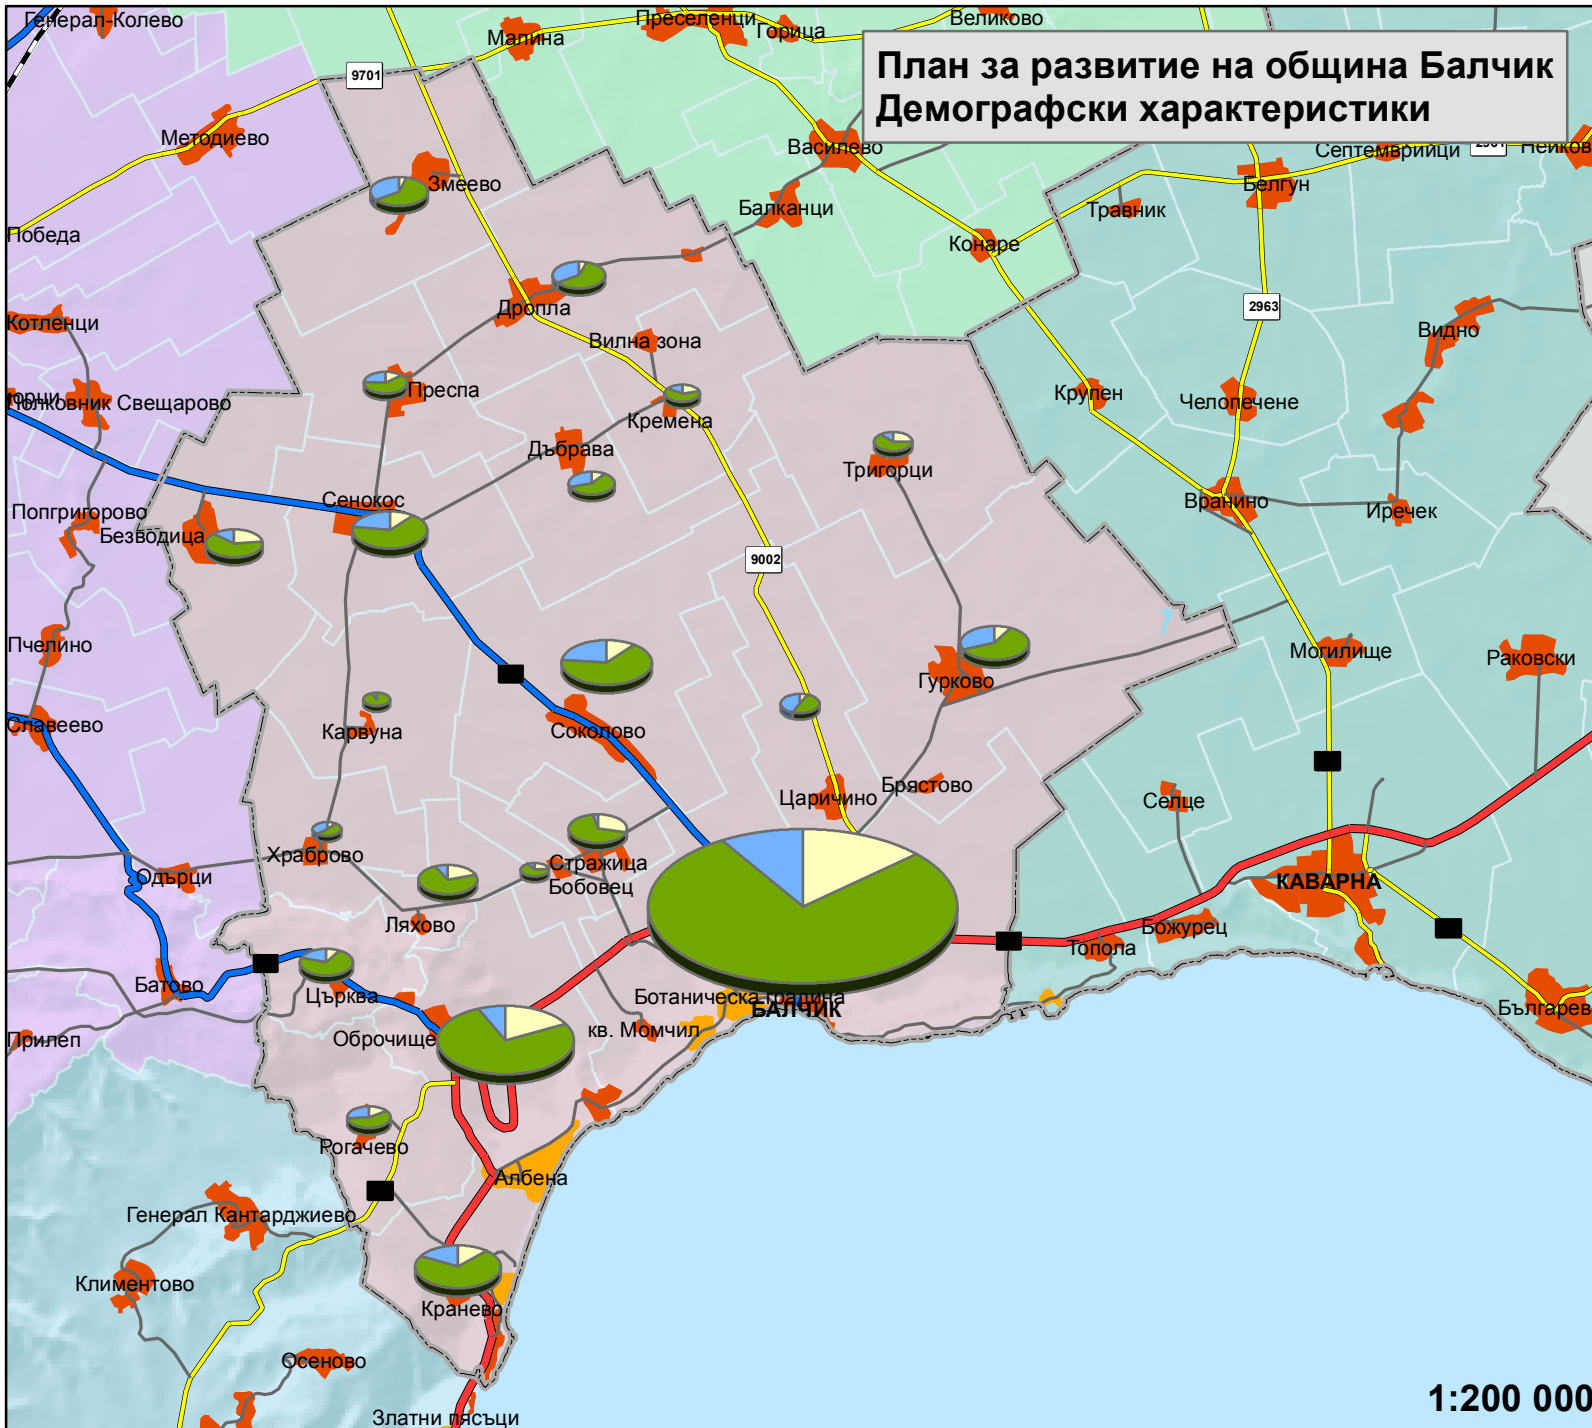 Генерал-Колево
Преселенци
Великово
Малина
Горица
План за развитие на община Балчик
Демографски характеристики
9701
Методиево
Василево
Септемврийци
Змеево
Белгун
Балканци
Травник
Победа
Конаре
Дропла
2963
Котленци
Вилна зона
Видно
Преспа
Крупен
Полковник Свещарово
Челопечене
Кремена
Дъбрава
Тригорци
Сенокос
Вранино
Попгригорово
Иречек
Безводица
9002
Пчелино
Могилище
Раковски
Гурково
Славеево
Карвуна
Соколово
Царичино
Брястово
Селце
Храброво
Стражица
Одърци
Бобовец
КАВАРНА
Ляхово
Божурец
Топола
Батово
Църква
Ботаническа градина
БАЛЧИК
Българев
Прилеп
Оброчище
кв. Момчил
Рогачево
Албена
Генерал Кантарджиево
Климентово
Кранево
Осеново
1:200 000
Златни пясъци